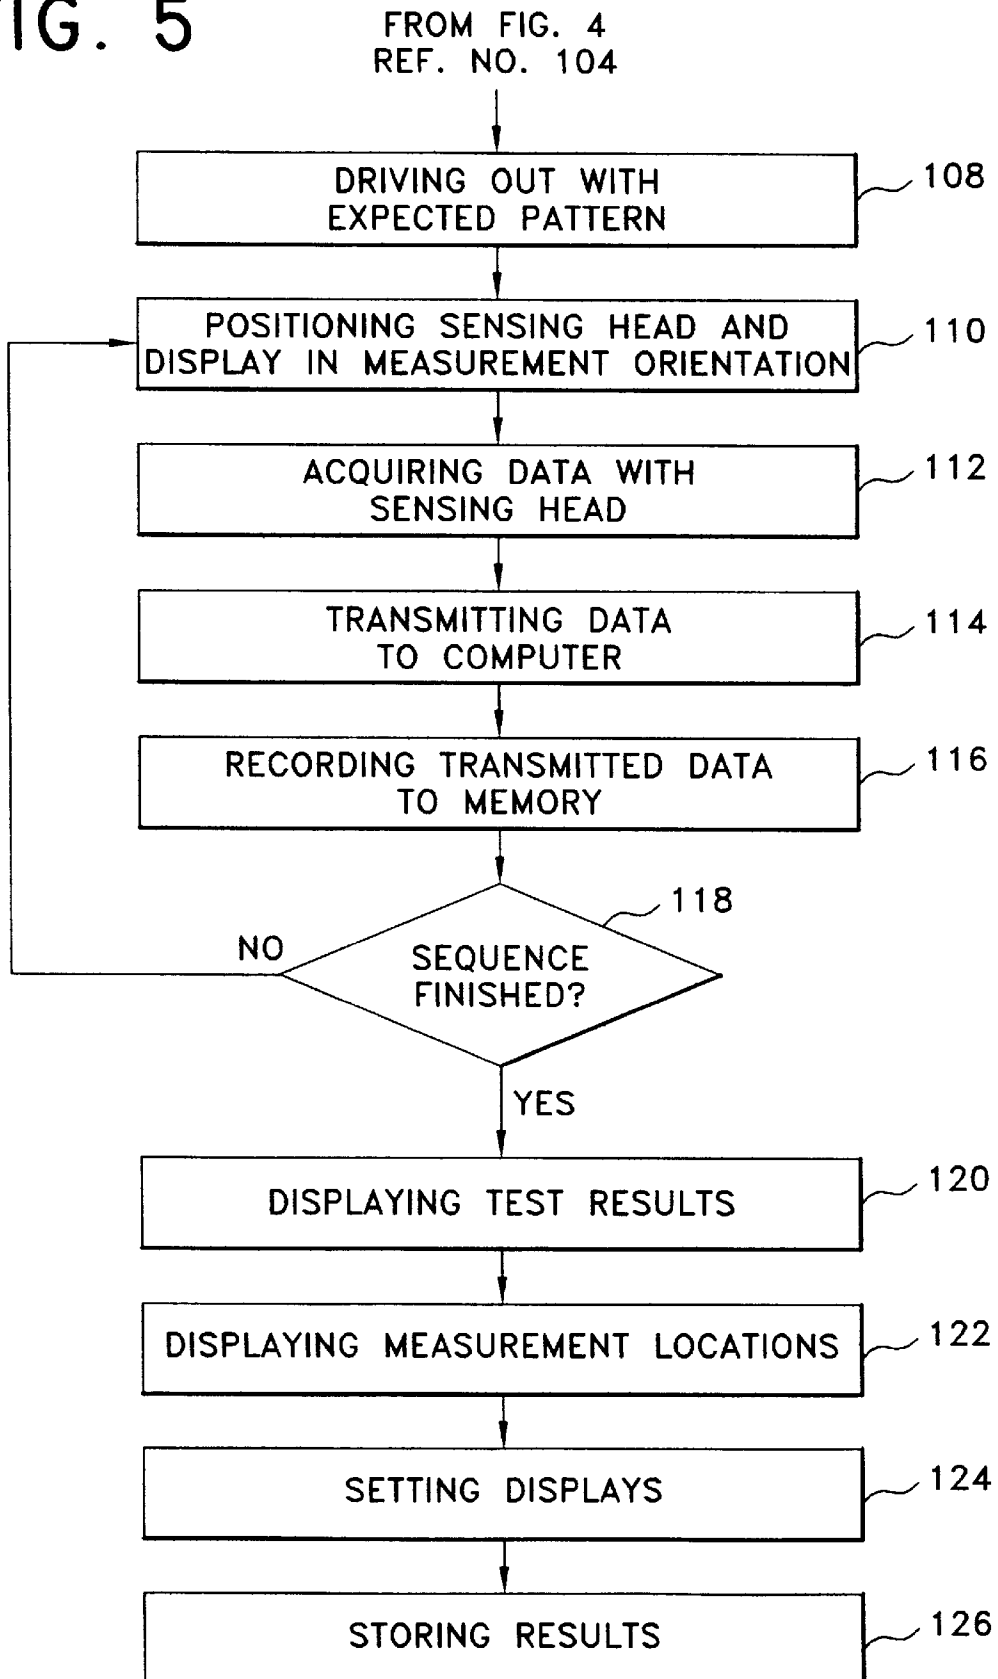 FIG. 5
FROM FIG. 4
REF. NO. 104
DRIVING OUT WITH
EXPECTED PATTERN
108
POSITIONING SENSING HEAD AND
DISPLAY IN MEASUREMENT ORIENTATION
110
ACQUIRING DATA WITH
SENSING HEAD
112
TRANSMITTING DATA
TO COMPUTER
114
RECORDING TRANSMITTED DATA
TO MEMORY
116
118
NO
SEQUENCE
FINISHED?
YES
DISPLAYING TEST RESULTS
120
DISPLAYING MEASUREMENT LOCATIONS
122
SETTING DISPLAYS
124
STORING RESULTS
126